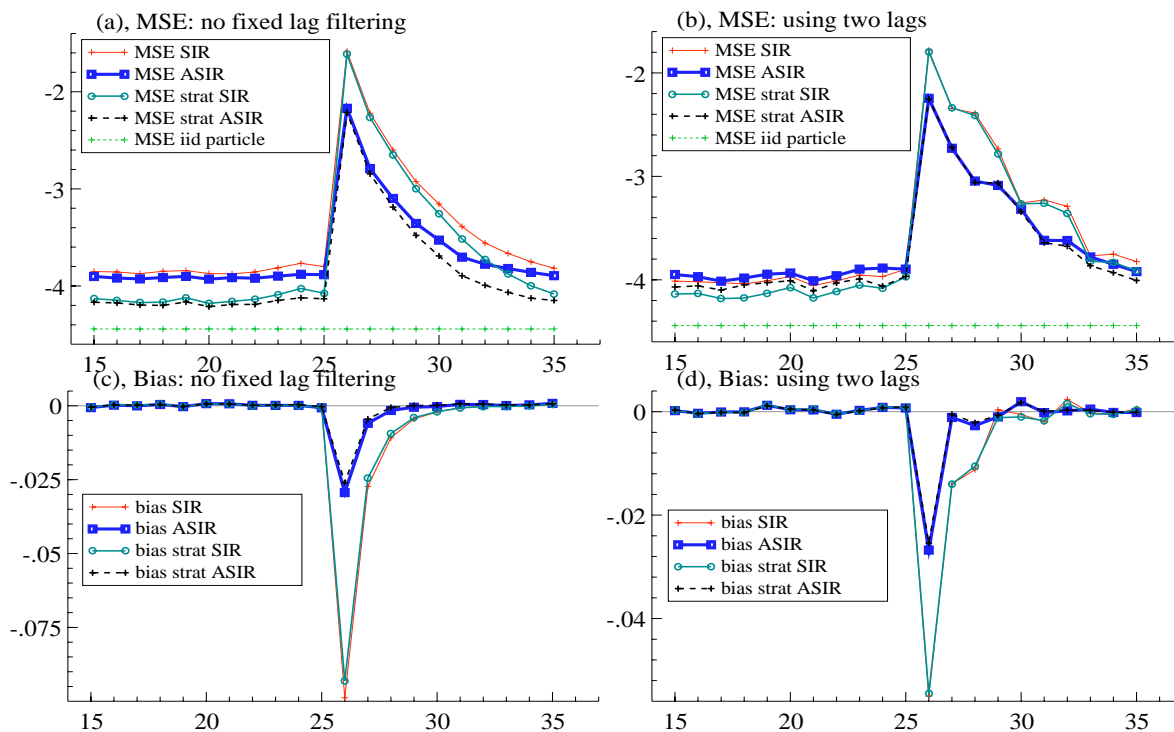 (a), MSE: no fixed lag filtering
MSE SIR
MSE ASIR
MSE strat SIR
MSE strat ASIR
MSE iid particle
-2
-3
-4
15 20 25 30 35
(b), MSE: using two lags
MSE SIR
MSE ASIR
MSE strat SIR
MSE strat ASIR
MSE iid particle
-2
-3
-4
15 20 25 30 35
(c), Bias: no fixed lag filtering
0
-.025
-.05
-.075
bias SIR
bias ASIR
bias strat SIR
bias strat ASIR
15 20 25 30 35
(d), Bias: using two lags
0
-.02
-.04
bias SIR
bias ASIR
bias strat SIR
bias strat ASIR
15 20 25 30 35